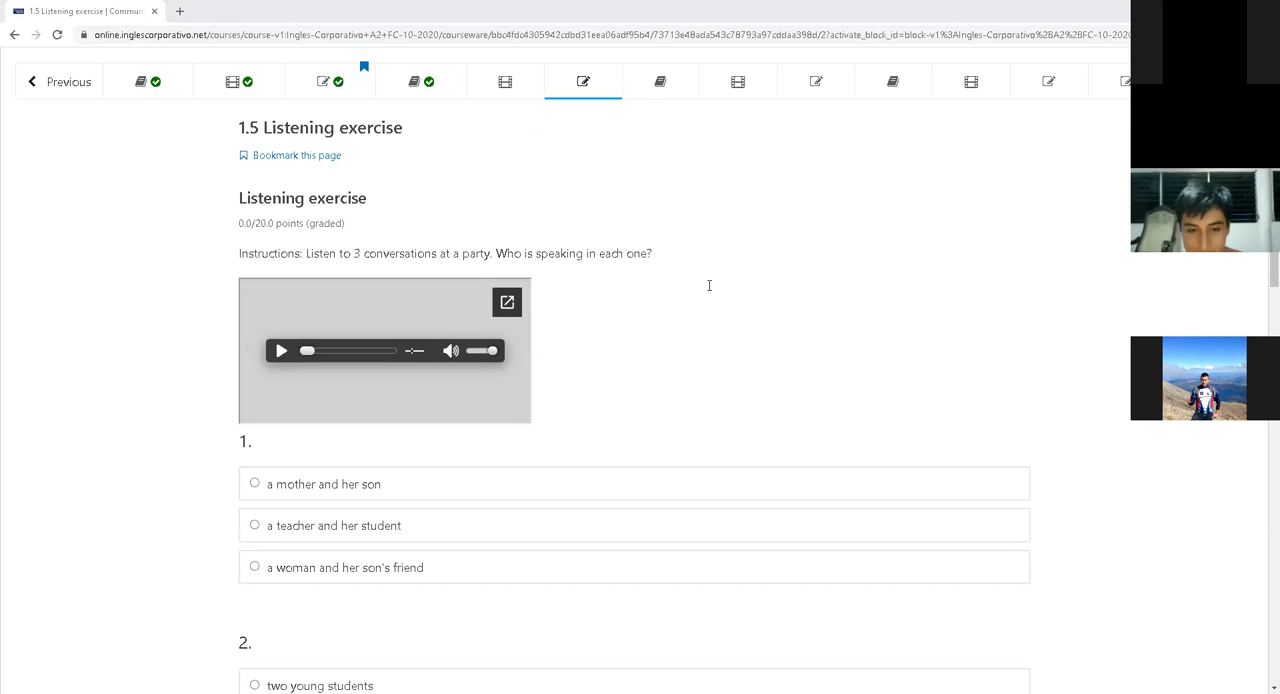 1.5 Listening exercise | Commun
online.inglescorporativo.net/courses/course-v1:Ingles-Corporativo+A2+FC-10-2020/courseware/bbc4fdc4305942cdbd31eea06adf95b4/73713e48ada543c78793a97cddaa398d/2?activate_block_id=block-v1%3AIngles-Corporativo%2BA2%2BFC-10-2020
Previous
1.5 Listening exercise
Bookmark this page
Listening exercise
0.0/20.0 points (graded)
Instructions: Listen to 3 conversations at a party. Who is speaking in each one?
1.
a mother and her son
a teacher and her student
a woman and her son's friend
2.
two young students